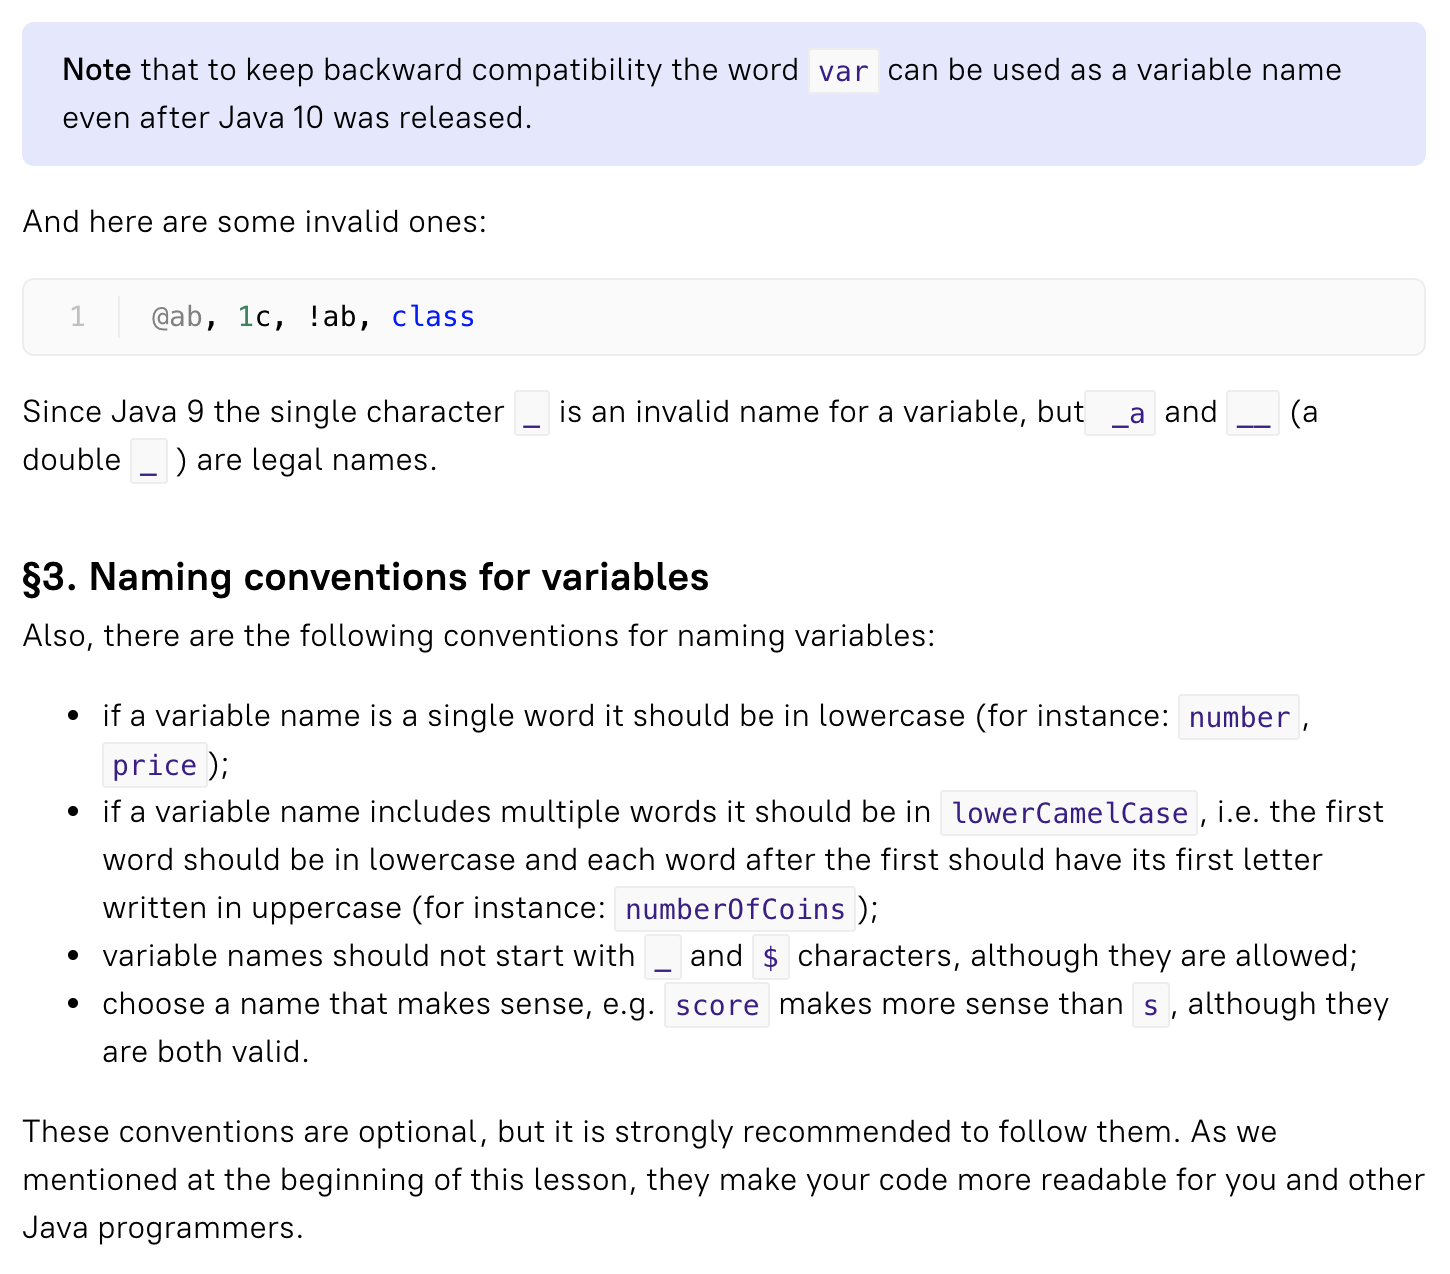 Note that to keep backward compatibility the word var can be used as a variable name
even after Java 10 was released.
And here are some invalid ones:
1 @ab, 1c, !ab, class
Since Java 9 the single character _ is an invalid name for a variable, but _a and __ (a
double _ ) are legal names.
§3. Naming conventions for variables
Also, there are the following conventions for naming variables:
• if a variable name is a single word it should be in lowercase (for instance: number,
price);
• if a variable name includes multiple words it should be in lowerCamelCase, i.e. the first
word should be in lowercase and each word after the first should have its first letter
written in uppercase (for instance: numberOfCoins);
• variable names should not start with _ and $ characters, although they are allowed;
• choose a name that makes sense, e.g. score makes more sense than s, although they
are both valid.
These conventions are optional, but it is strongly recommended to follow them. As we
mentioned at the beginning of this lesson, they make your code more readable for you and other
Java programmers.